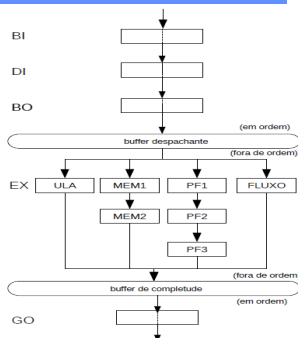 BI
DI
BO
(em ordem)
buffer despachante
(fora de ordem)
EX ULA MEM1 PF1 FLUXO
MEM2 PF2
PF3
(fora de ordem
buffer de completude
(em ordem)
GO